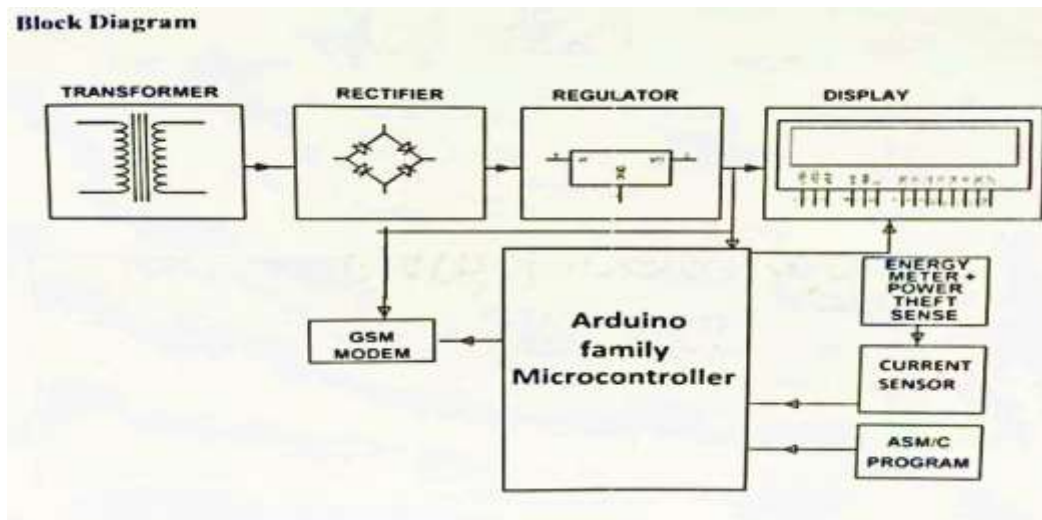 Block Diagram
TRANSFORMER
RECTIFIER
REGULATOR
DISPLAY
GSM
MODEM
Arduino
family
Microcontroller
ENERGY
METER +
POWER
THEFT
SENSE
CURRENT
SENSOR
ASM/C
PROGRAM